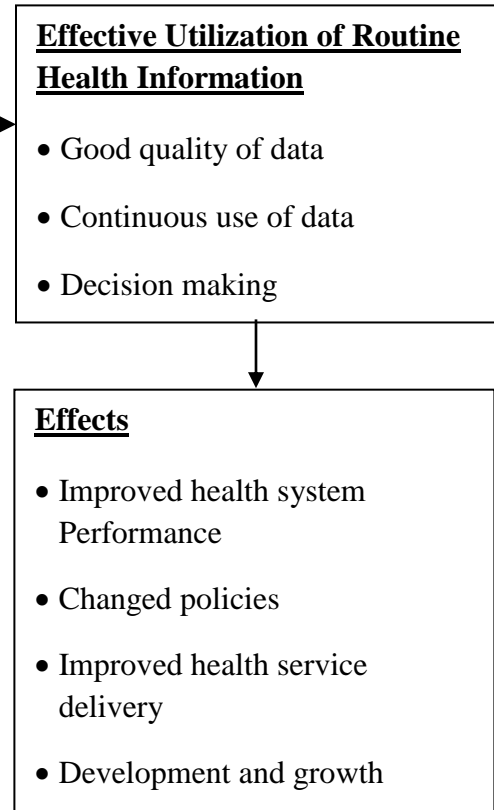 Effective Utilization of Routine
Health Information
• Good quality of data
• Continuous use of data
• Decision making
Effects
• Improved health system
Performance
• Changed policies
• Improved health service
delivery
• Development and growth